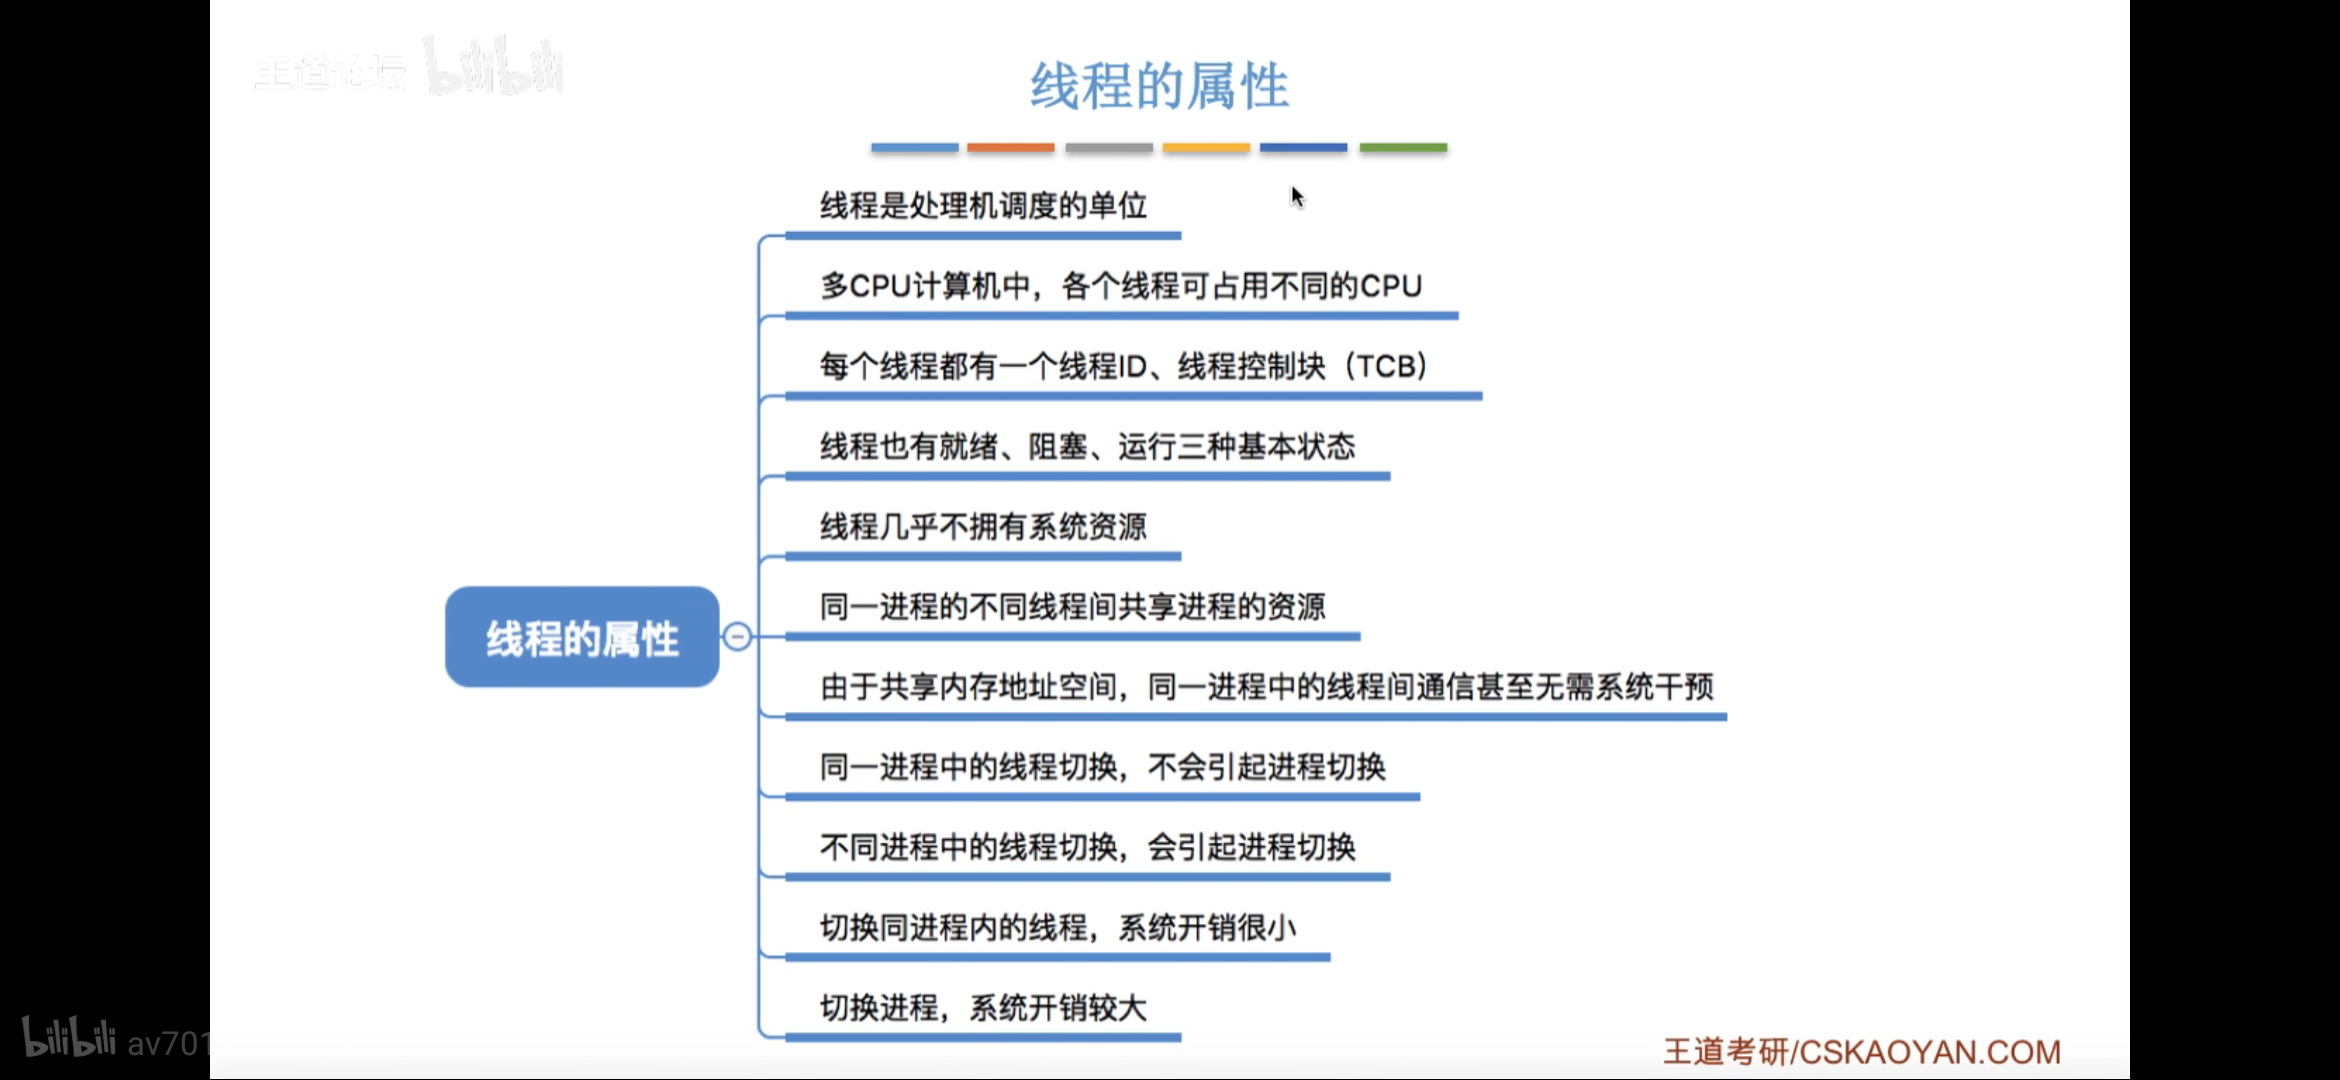 王道论坛 bilibili
线程的属性
线程是处理机调度的单位
多CPU计算机中，各个线程可占用不同的CPU
每个线程都有一个线程ID、线程控制块（TCB）
线程也有就绪、阻塞、运行三种基本状态
线程几乎不拥有系统资源
同一进程的不同线程间共享进程的资源
线程的属性
由于共享内存地址空间，同一进程中的线程间通信甚至无需系统干预
同一进程中的线程切换，不会引起进程切换
不同进程中的线程切换，会引起进程切换
切换同进程内的线程，系统开销很小
切换进程，系统开销较大
bilibili av701
王道考研/CSKAOYAN.COM